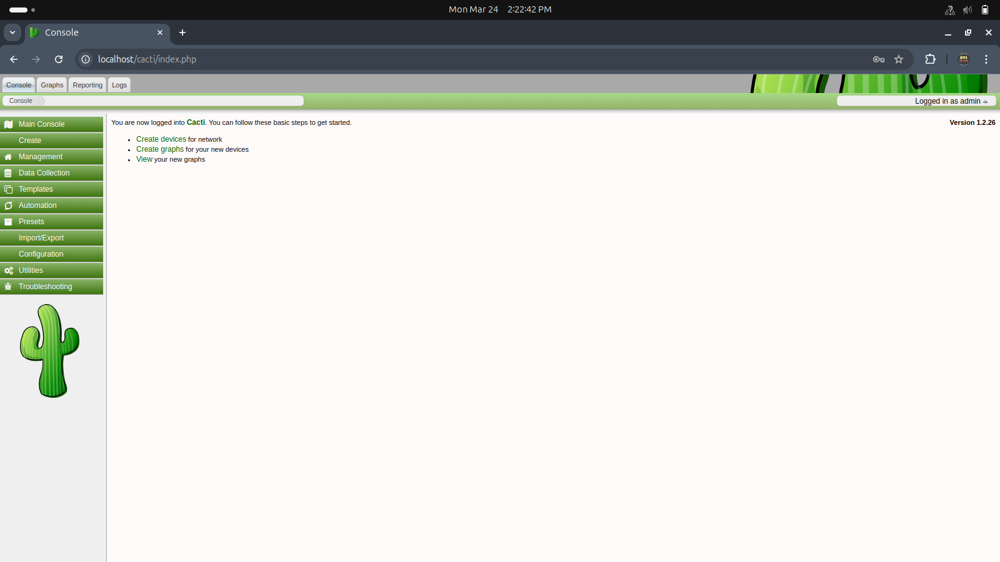 Mon Mar 24 2:22:42 PM
Console
localhost/cacti/index.php
Console Graphs Reporting Logs
Console
Logged in as admin
Main Console
Create
Management
Data Collection
Templates
Automation
Presets
Import/Export
Configuration
Utilities
Troubleshooting
You are now logged into Cacti. You can follow these basic steps to get started.
Version 1.2.26
Create devices for network
Create graphs for your new devices
View your new graphs